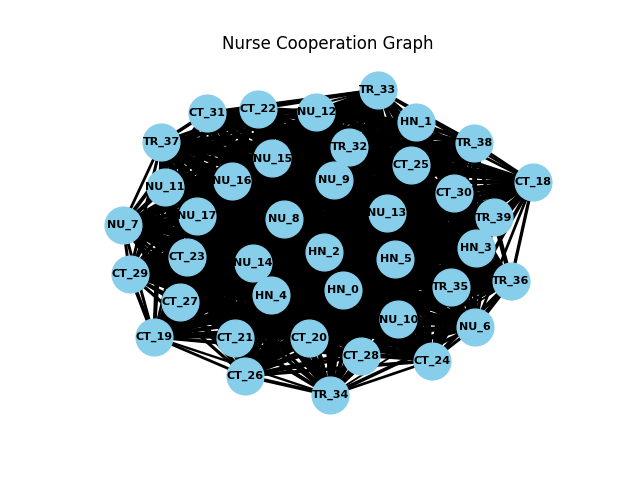 Nurse Cooperation Graph
TR_33
CT_22
CT_31
NU_12
HN_1
TR_37
TR_38
TR_32
NU_15
CT_25
NU_16
NU_9
CT_18
NU_11
CT_30
NU_13
NU_17
TR_39
NU_8
NU_7
HN_3
HN_2
CT_23
HN_5
NU_14
CT_29
TR_36
TR_35
HN_0
HN_4
CT_27
NU_10
NU_6
CT_19
CT_21
CT_20
CT_28
CT_24
CT_26
TR_34